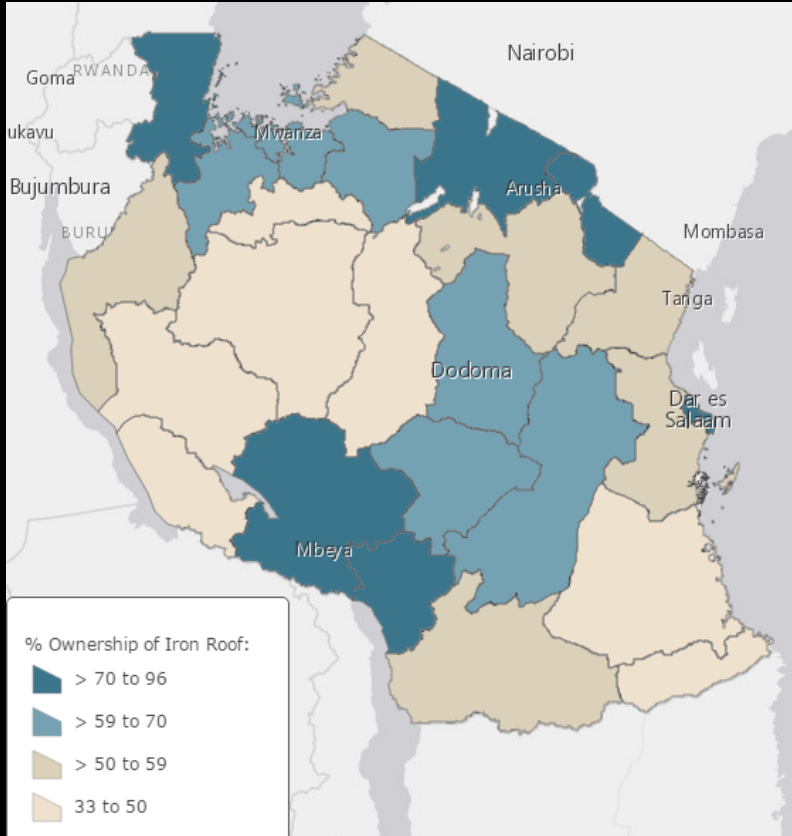 Nairobi
Goma
RWANDA
ukavu
Mwanza
Bujumbura
Arusha
BURU
Mombasa
Tanga
Dodoma
Dar es
Salaam
Mbeya
% Ownership of Iron Roof:
> 70 to 96
> 59 to 70
> 50 to 59
33 to 50